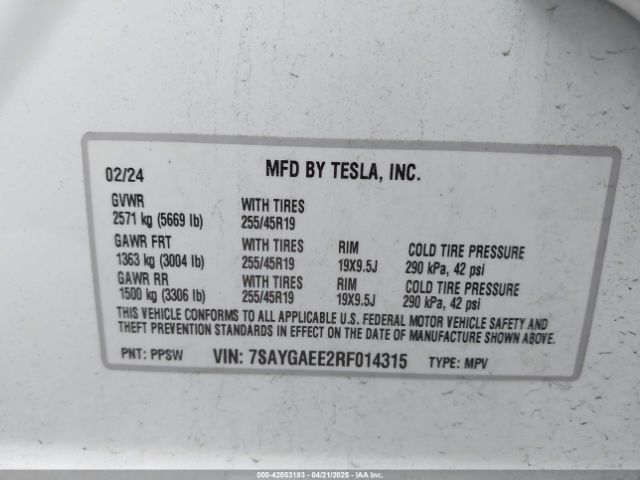 02/24 MFD BY TESLA, INC.
GVWR WITH TIRES
2571 kg (5669 lb) 255/45R19
GAWR FRT WITH TIRES RIM COLD TIRE PRESSURE
1363 kg (3004 lb) 255/45R19 19X9.5J 290 kPa, 42 psi
GAWR RR WITH TIRES RIM COLD TIRE PRESSURE
1500 kg (3306 lb) 255/45R19 19X9.5J 290 kPa, 42 psi
THIS VEHICLE CONFORMS TO ALL APPLICABLE U.S. FEDERAL MOTOR VEHICLE SAFETY AND
THEFT PREVENTION STANDARDS IN EFFECT ON THE DATE OF MANUFACTURE SHOWN ABOVE.
PNT: PPSW VIN: 7SAYGAEE2RF014315 TYPE: MPV
000-42053183 - 04/21/2025 - IAAI.COM